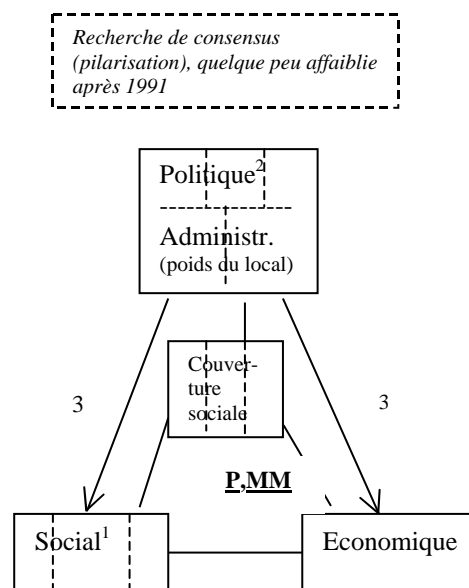 Recherche de consensus
(pilarisation), quelque peu affaiblie
après 1991
Politique²
Administr.
(poids du local)
Couver-
ture
sociale
3
3
P,MM
Social¹
Economique